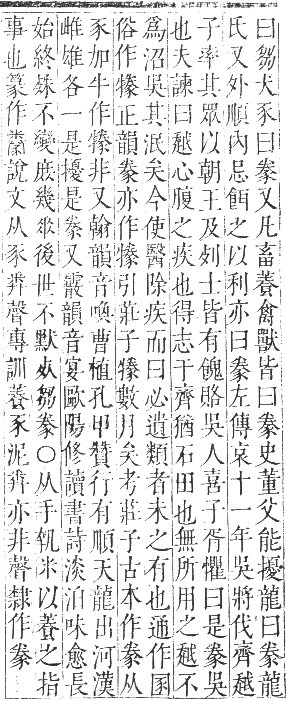 曰芻犬豕曰豢又凡畜養禽獸皆曰豢史董父能擾龍曰豢龍
氏又外順內忌餌之以利亦曰豢左傳哀十一年吳將伐齊越
子率其眾以朝王及列士皆有餽賂吳人喜子胥懼曰是豢吳
也夫諫曰越心腹之疾也得志于齊猶石田也無所用之越不
爲沼吳其泯矣今使醫除疾而曰必遺類者未之有也通作圂
俗作㹖正韻豢亦作㹖引莊子㹖數月矣考莊子古本作豢从
豕加牛作㹖非又翰韻音喚曹植孔甲贊行有順天龍出河漢
雌雄各一是擾是豢又霰韻音宴歐陽修讀書詩淡泊味愈長
始終殊不變庶幾𠂢後世不默𣦸芻豢○从手䏻米以養之指
事也篆作𢍏說文从豕𢍏聲專訓養豕泥𢍏亦非聲隸作豢